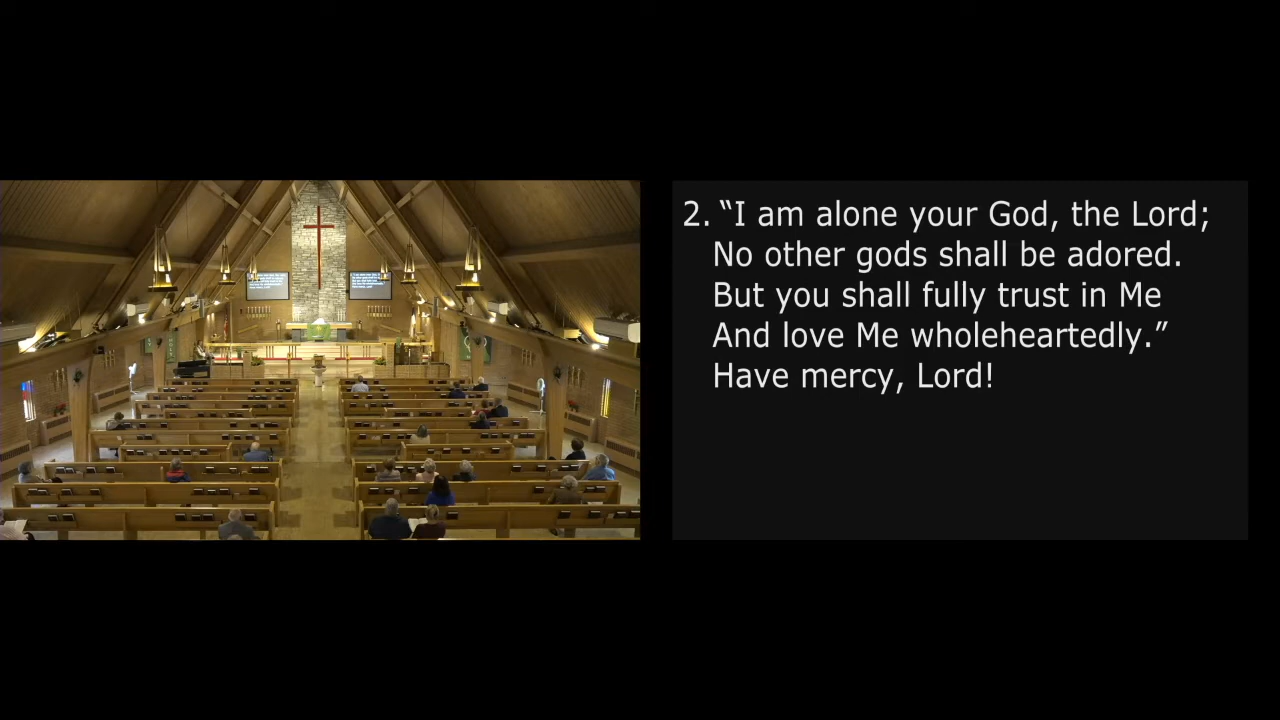 2. “I am alone your God, the Lord;
No other gods shall be adored.
But you shall fully trust in Me
And love Me wholeheartedly.”
Have mercy, Lord!